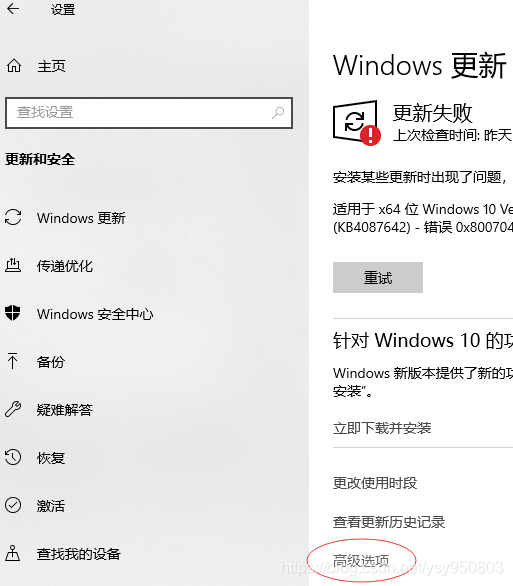 设置
主页
查找设置
更新和安全
Windows 更新
传递优化
Windows 安全中心
备份
疑难解答
恢复
激活
查找我的设备
Windows 更新
更新失败
上次检查时间: 昨天
安装某些更新时出现了问题，
适用于 x64 位 Windows 10 Ve
(KB4087642) - 错误 0x800704
重试
针对 Windows 10 的功
Windows 新版本提供了新的功
安装”。
立即下载并安装
更改使用时段
查看更新历史记录
高级选项
https://blog.csdn.net/ysy950803